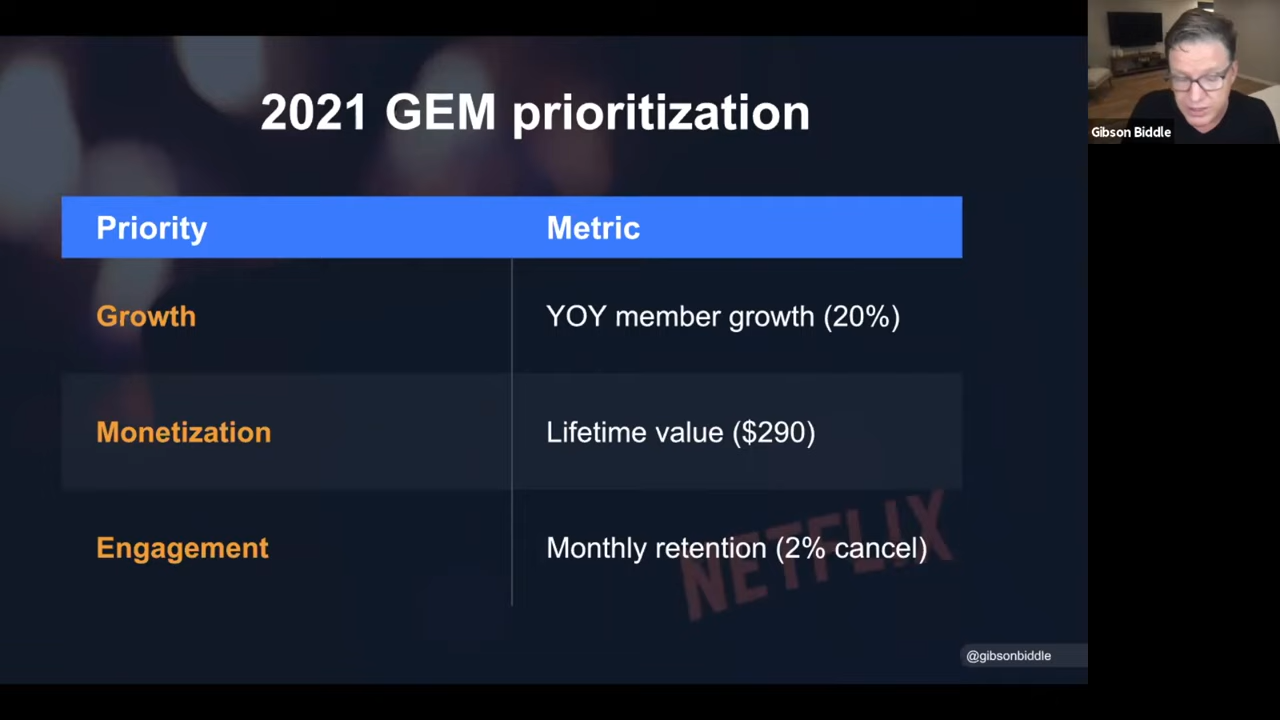 2021 GEM prioritization
Priority Metric
Growth YOY member growth (20%)
Monetization Lifetime value ($290)
Engagement Monthly retention (2% cancel)
NETFLIX
@gibsonbiddle
Gibson Biddle